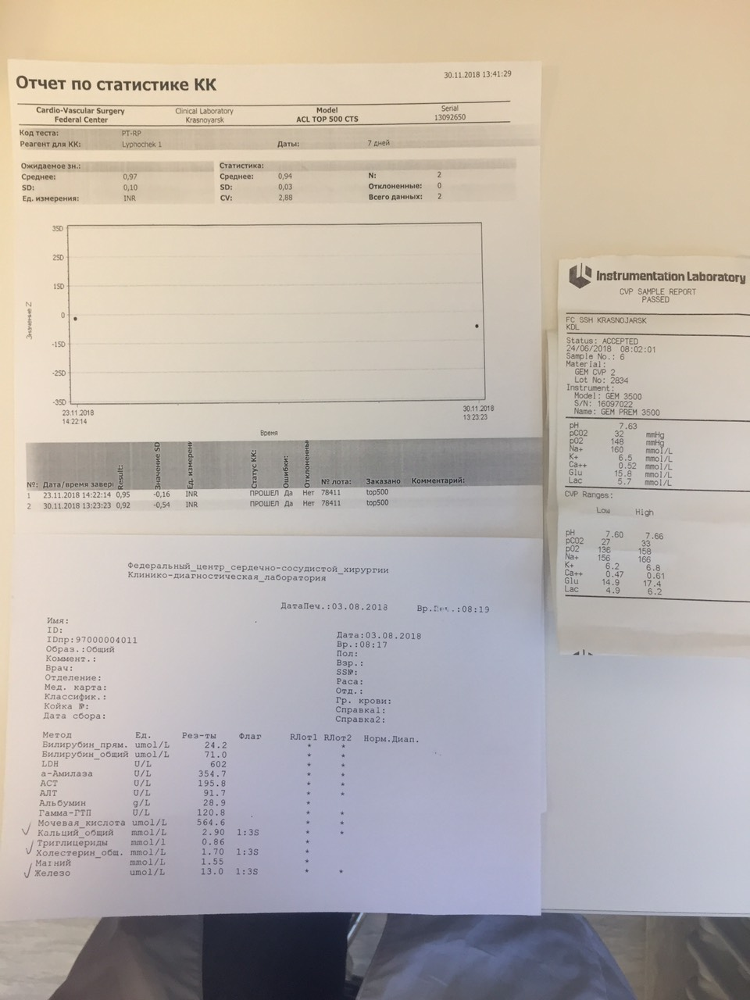 30.11.2018 13:41:29
Отчет по статистике КК
Cardio-Vascular Surgery Federal Center
Clinical Laboratory Krasnoyarsk
Model ACL TOP 500 CTS
Serial 13092650
Код теста: PT-RP
Реагент для КК: Lyphochek 1 Даты: 7 дней
Ожидаемое зн.: Статистика:
Среднее: 0,97 Среднее: 0,94 N: 2
SD: 0,10 SD: 0,03 Отклоненные: 0
Ед. измерения: INR CV: 2,88 Всего данных: 2
Значение Z
3SD
2SD
1SD
0
-1SD
-2SD
-3SD
23.11.2018 14:22:14
30.11.2018 13:23:23
Время
№: Дата/время завер Result: Значение SD Ед. измерен Статус КК: Ошибки: Отклоненны № лота: Заказано Комментарий:
1 23.11.2018 14:22:14 0,95 -0,16 INR ПРОШЕЛ Да Нет 78411 top500
2 30.11.2018 13:23:23 0,92 -0,54 INR ПРОШЕЛ Да Нет 78411 top500
Федеральный_центр_сердечно-сосудистой_хирургии
Клинико-диагностическая_лаборатория
ДатаПеч.:03.08.2018 Вр. :08:19
Имя:
ID:
IDпр:97000004011
Образ.:Общий
Коммент.:
Врач:
Отделение:
Мед. карта:
Классифик.:
Койка №:
Дата сбора:
Дата:03.08.2018
Вр.:08:17
Пол:
Взр.:
SS№:
Раса:
Отд.:
Гр. крови:
Справка1:
Справка2:
Метод Ед. Рез-ты Флаг RЛот1 RЛот2 Норм.Диап.
Билирубин_прям. umol/L 24.2 * *
Билирубин_общий umol/L 71.0 * *
LDH U/L 602 * *
а-Амилаза U/L 354.7 * *
АСТ U/L 195.8 * *
АЛТ U/L 91.7 * *
Альбумин g/L 28.9 *
Гамма-ГТП U/L 120.8 * *
Мочевая_кислота umol/L 564.6 * *
Кальций_общий mmol/L 2.90 1:3S * *
Триглицериды mmol/l 0.86 *
Холестерин_общ. mmol/L 1.70 1:3S *
Магний mmol/L 1.55 *
Железо umol/L 13.0 1:3S * *
Instrumentation Laboratory
CVP SAMPLE REPORT
PASSED
FC SSH KRASNOJARSK
KDL
Status: ACCEPTED
24/06/2018 08:02:01
Sample No.: 6
Material:
GEM CVP 2
Lot No: 2834
Instrument:
Model: GEM 3500
S/N: 16097022
Name: GEM PREM 3500
pH 7.63
pCO2 32 mmHg
pO2 148 mmHg
Na+ 160 mmol/L
K+ 6.5 mmol/L
Ca++ 0.52 mmol/L
Glu 15.8 mmol/L
Lac 5.7 mmol/L
CVP Ranges:
Low High
pH 7.60 7.66
pCO2 27 33
pO2 136 158
Na+ 156 166
K+ 6.2 6.8
Ca++ 0.47 0.61
Glu 14.9 17.4
Lac 4.9 6.2